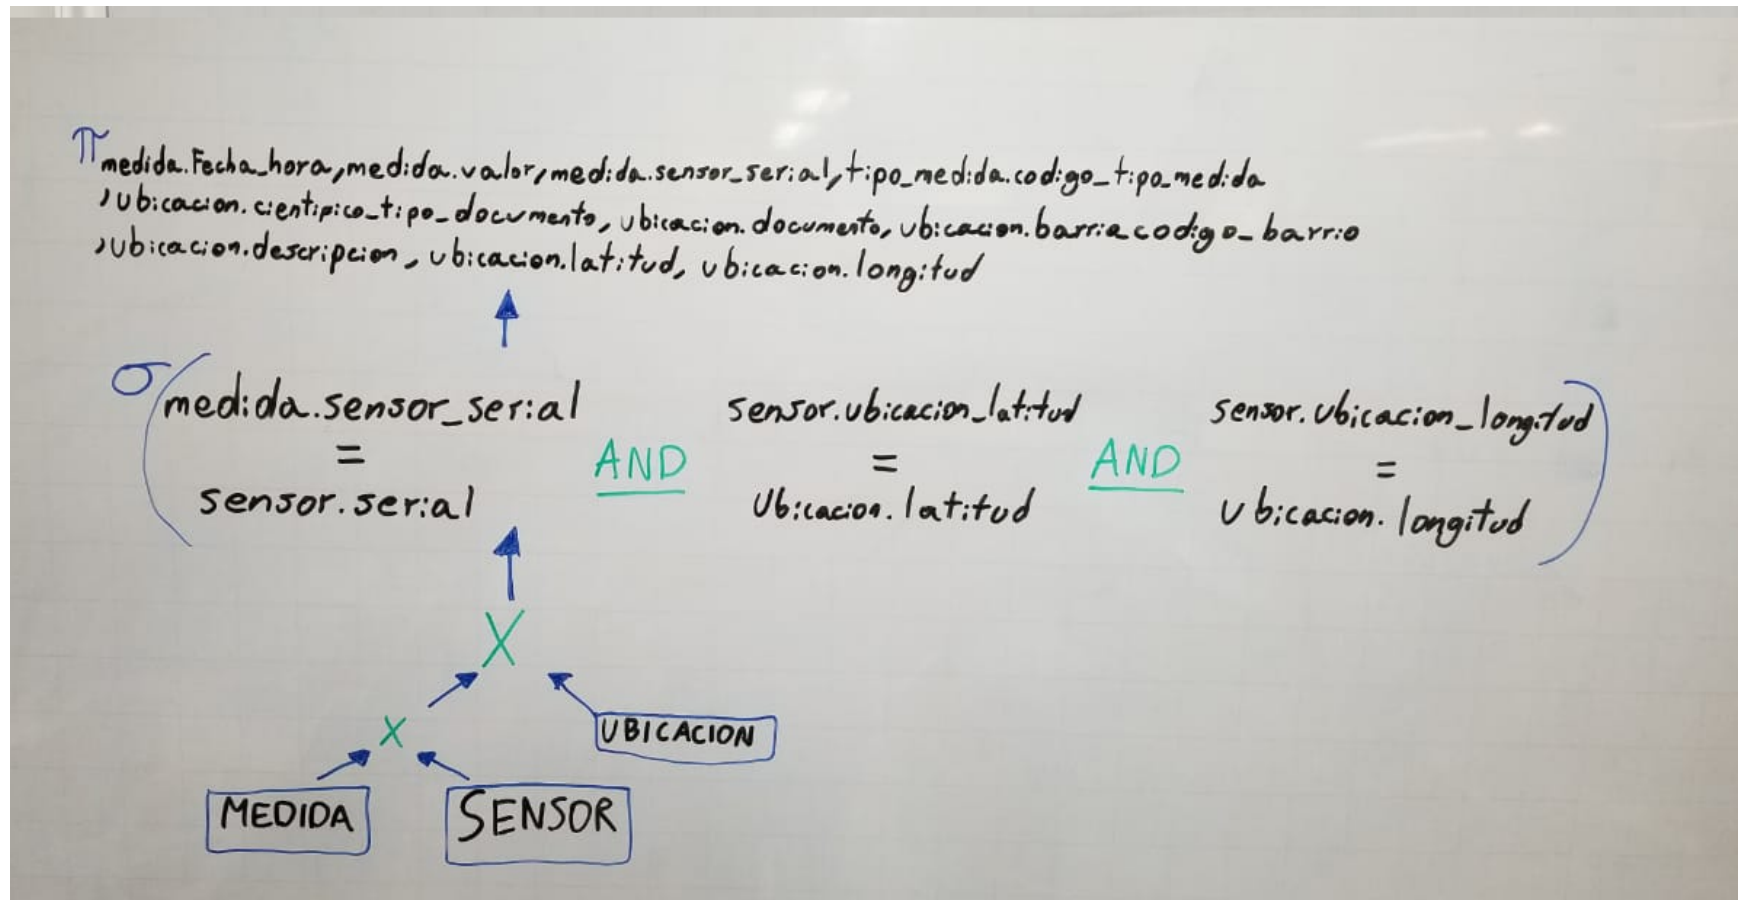 π medida.Fecha_hora, medida.valor, medida.sensor_serial, tipo_medida.codigo_tipo_medida
, ubicacion.cientifico_tipo_documento, ubicacion.documento, ubicacion.barria codigo_barrio
, ubicacion.descripcion, ubicacion.latitud, ubicacion.longitud
σ ( medida.sensor_serial sensor.ubicacion_latitud sensor.ubicacion_longitud )
= AND = AND =
sensor.serial Ubicacion.latitud Ubicacion.longitud
X
X UBICACION
MEDIDA SENSOR